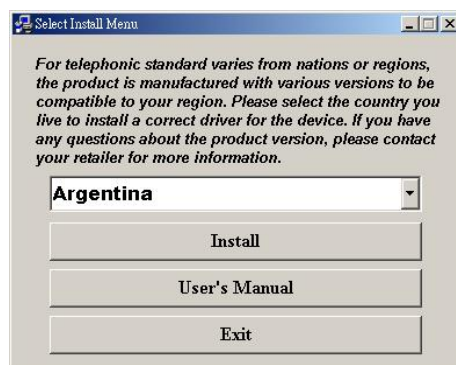 Select Install Menu
For telephonic standard varies from nations or regions,
the product is manufactured with various versions to be
compatible to your region. Please select the country you
live to install a correct driver for the device. If you have
any questions about the product version, please contact
your retailer for more information.
Argentina
Install
User's Manual
Exit